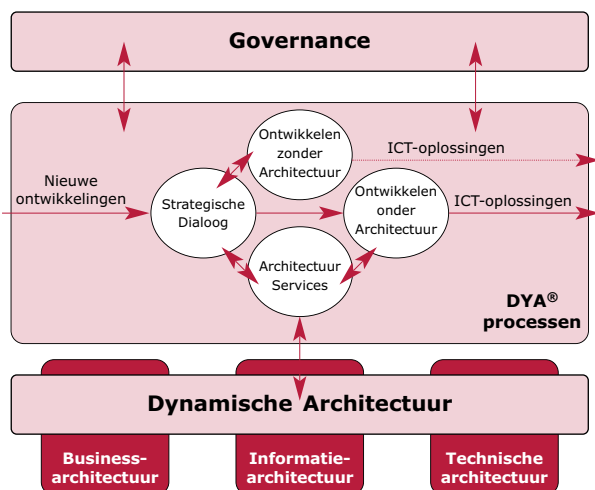 Governance
Ontwikkelen
zonder
Architectuur
ICT-oplossingen
Nieuwe
ontwikkelingen
Strategische
Dialoog
Ontwikkelen
onder
Architectuur
ICT-oplossingen
Architectuur
Services
DYA®
processen
Dynamische Architectuur
Business-
architectuur
Informatie-
architectuur
Technische
architectuur